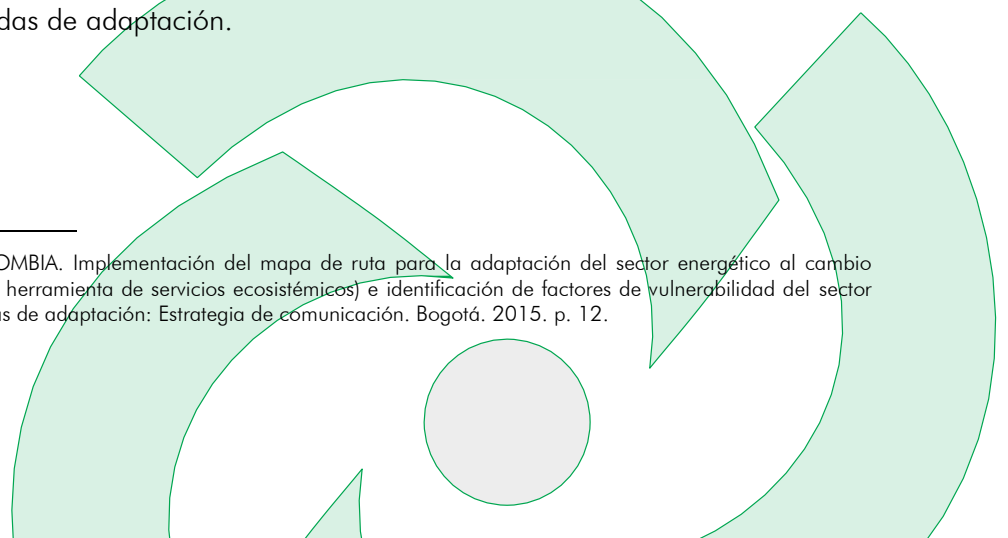 das de adaptación.
OMBIA. Implementación del mapa de ruta para la adaptación del sector energético al cambio
herramienta de servicios ecosistémicos) e identificación de factores de vulnerabilidad del sector
as de adaptación: Estrategia de comunicación. Bogotá. 2015. p. 12.